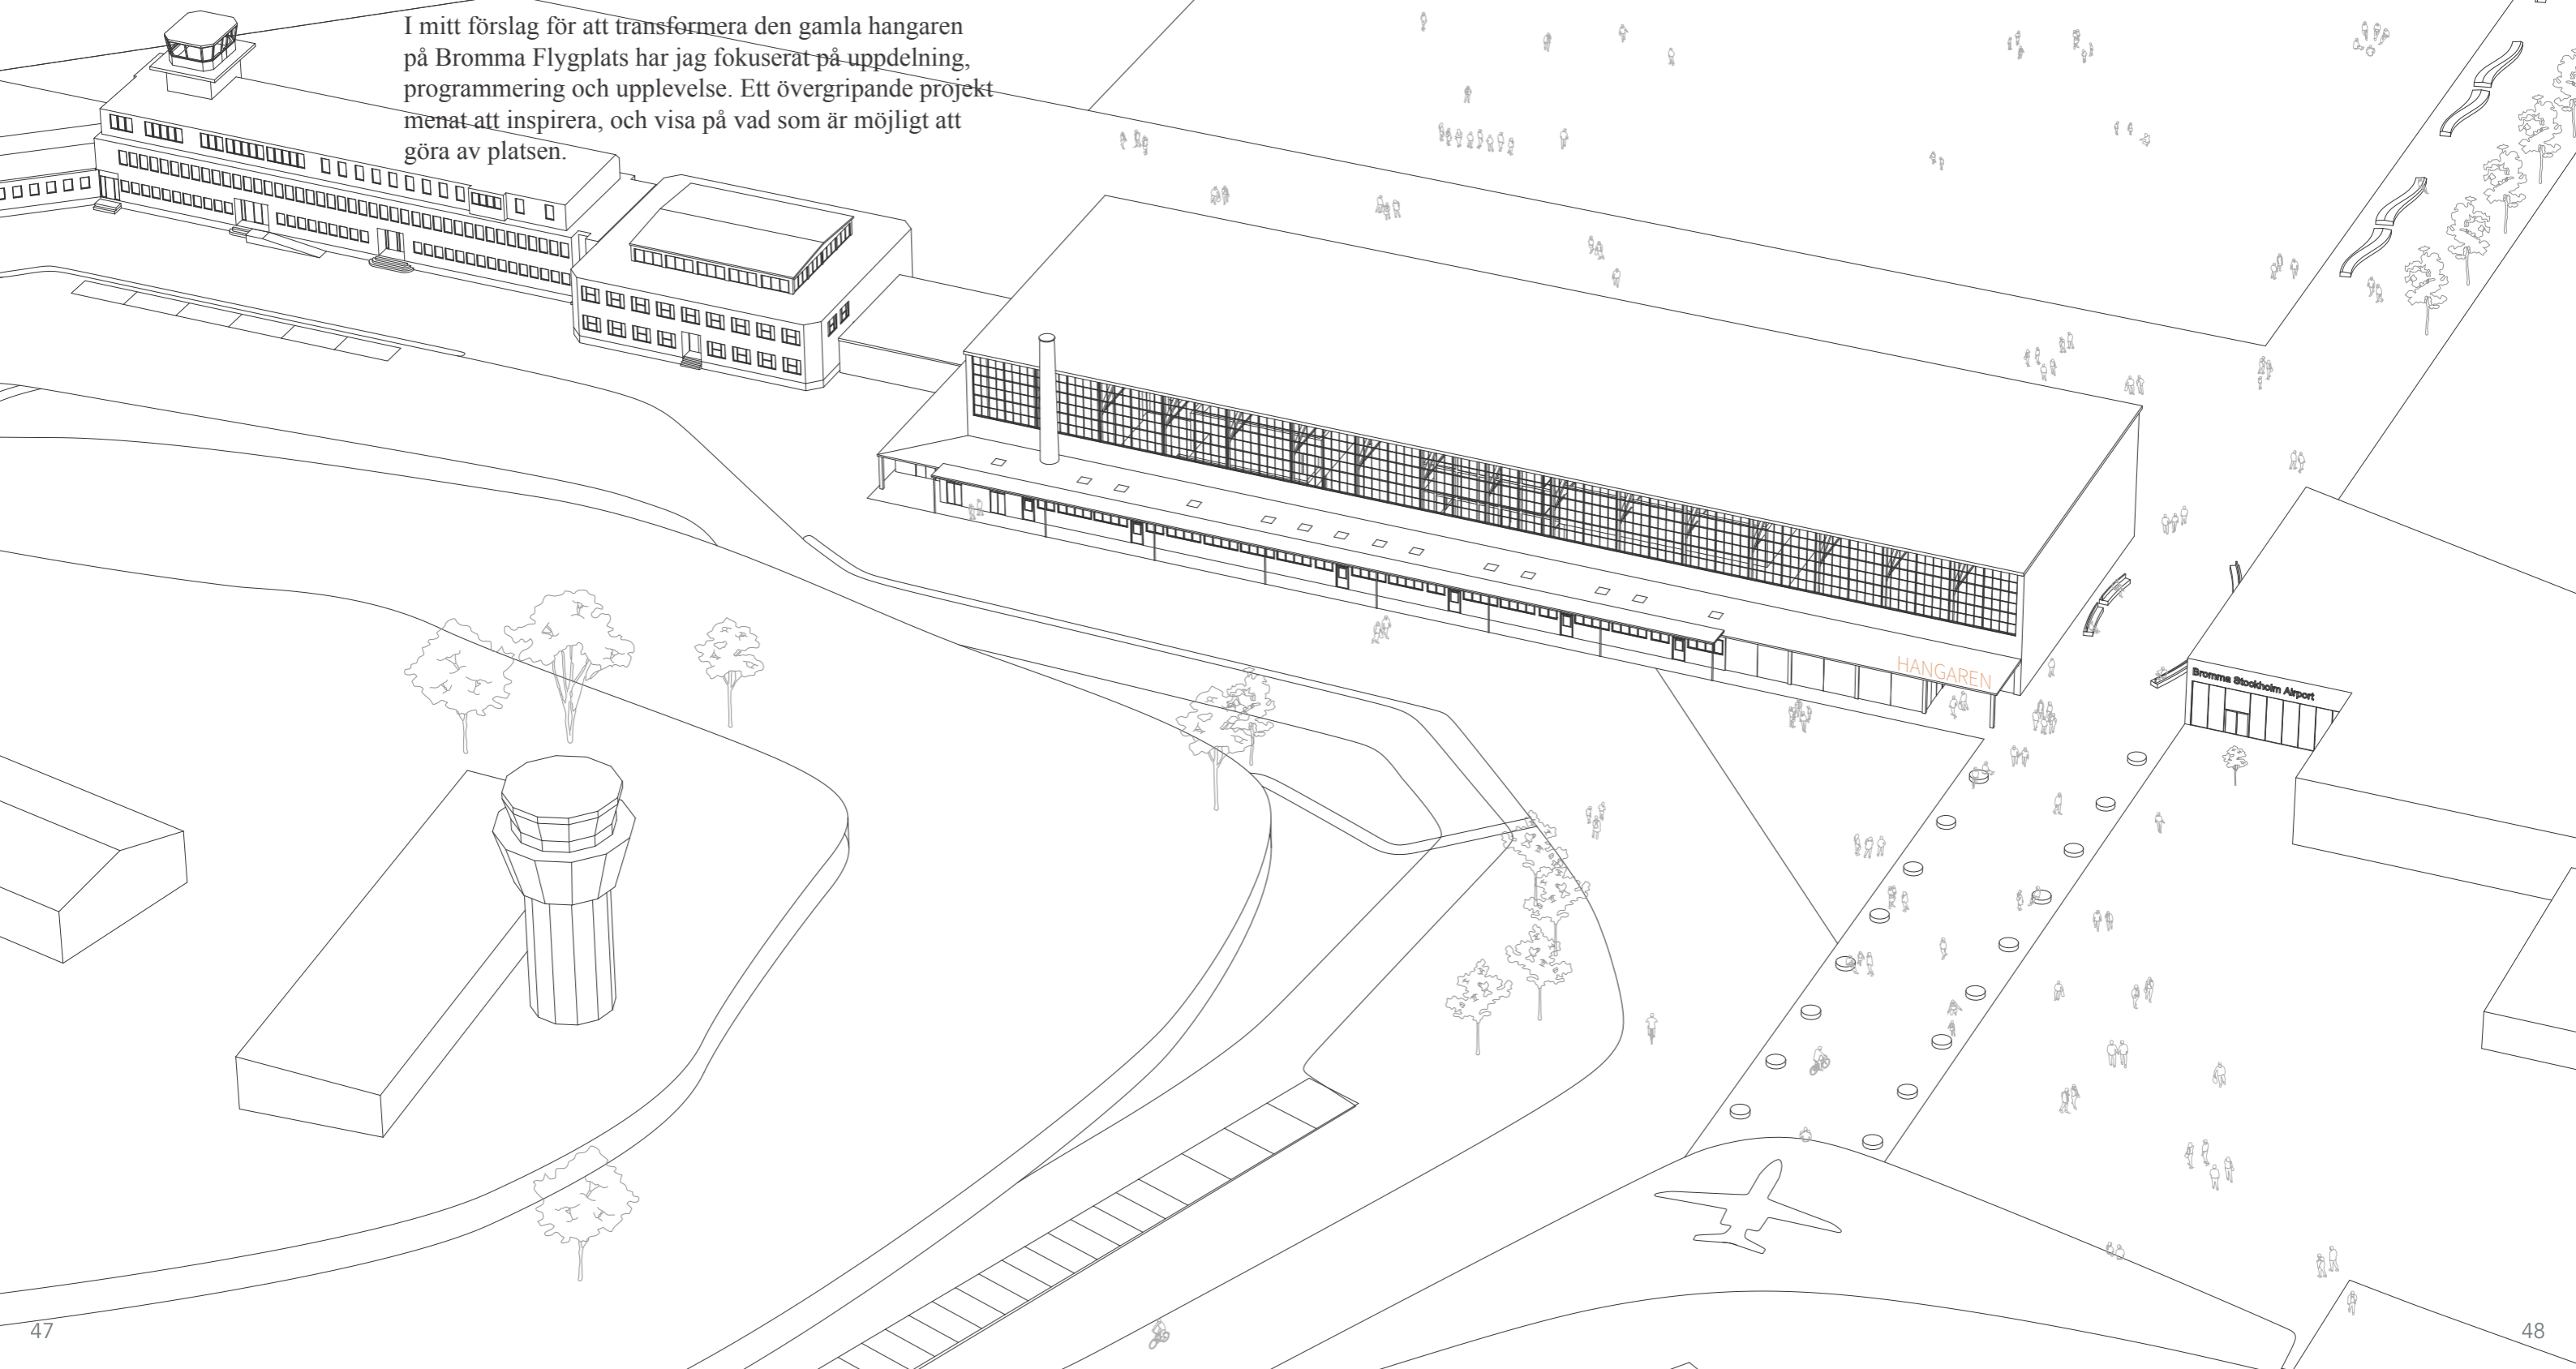 I mitt förslag för att transformera den gamla hangaren
på Bromma Flygplats har jag fokuserat på uppdelning,
programmering och upplevelse. Ett övergripande projekt
menat att inspirera, och visa på vad som är möjligt att
göra av platsen.
HANGAREN
Bromma Stockholm Airport
47
48